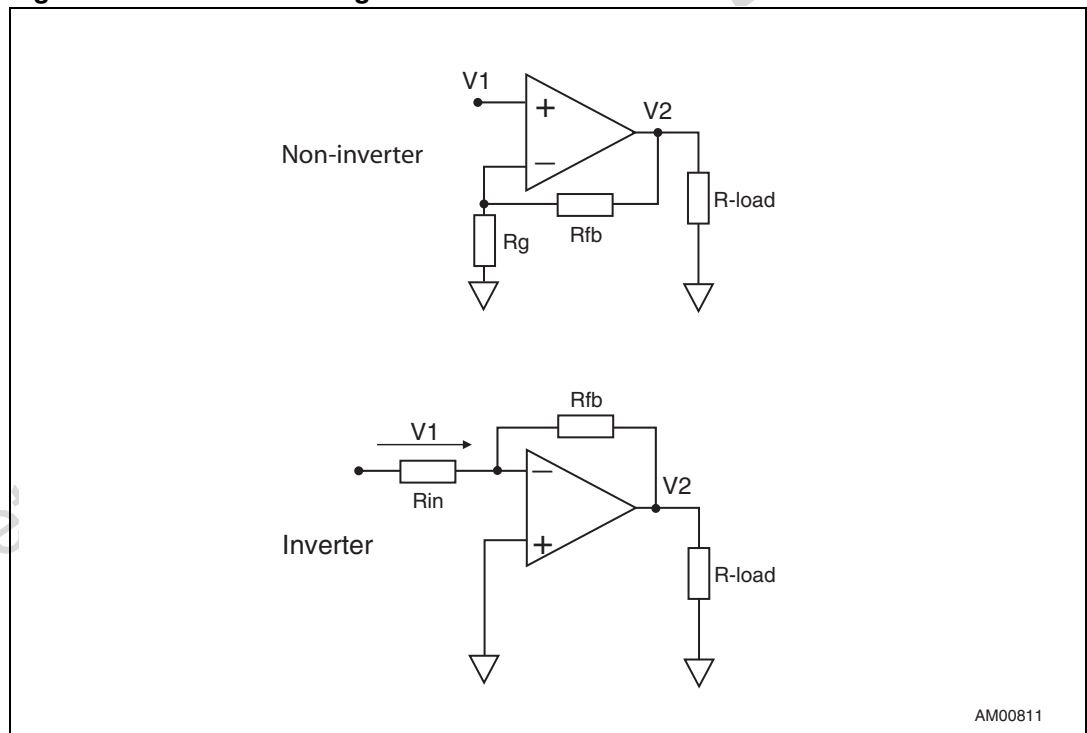 V1
+
V2
Non-inverter
−
R-load
Rfb
Rg
Rfb
V1
−
V2
Rin
Inverter
+
R-load
AM00811